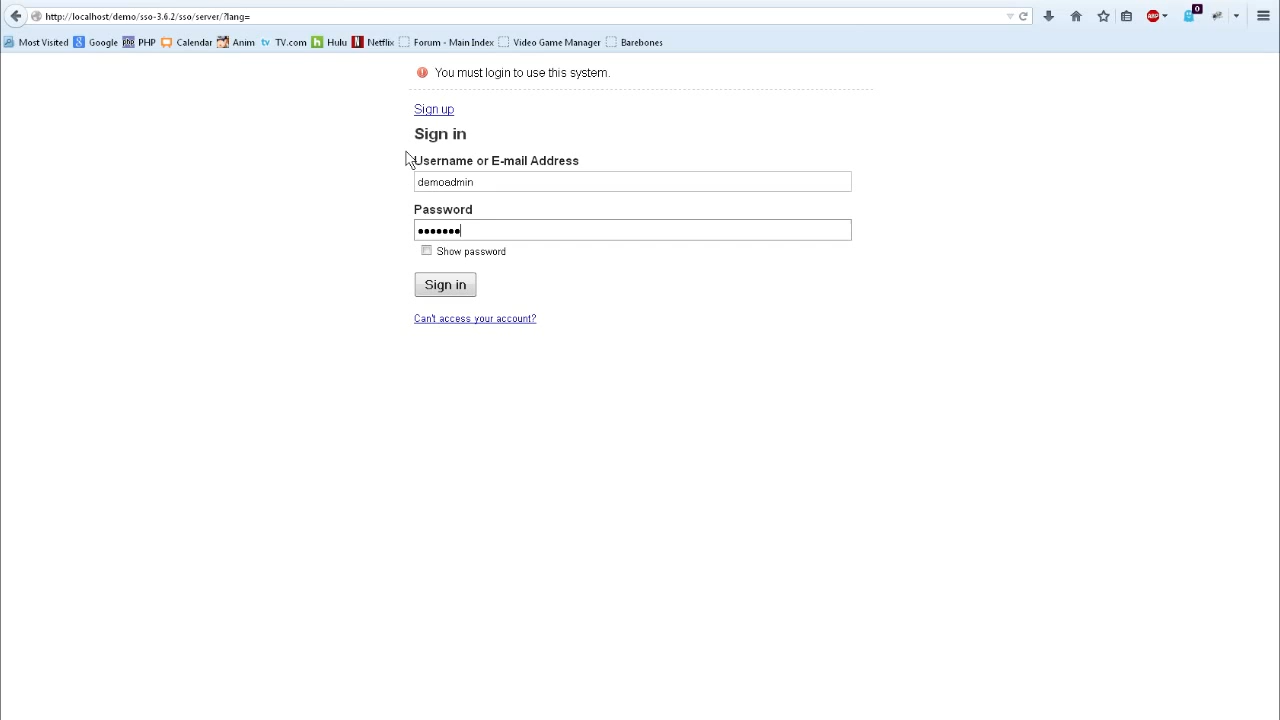 http://localhost/demo/sso-3.6.2/sso/server/?lang=
ABP 0
Most Visited Google PHP Calendar Anim TV.com Hulu Netflix Forum - Main Index Video Game Manager Barebones
You must login to use this system.
Sign up
Sign in
Username or E-mail Address
demoadmin
Password
•••••••
Show password
Sign in
Can't access your account?